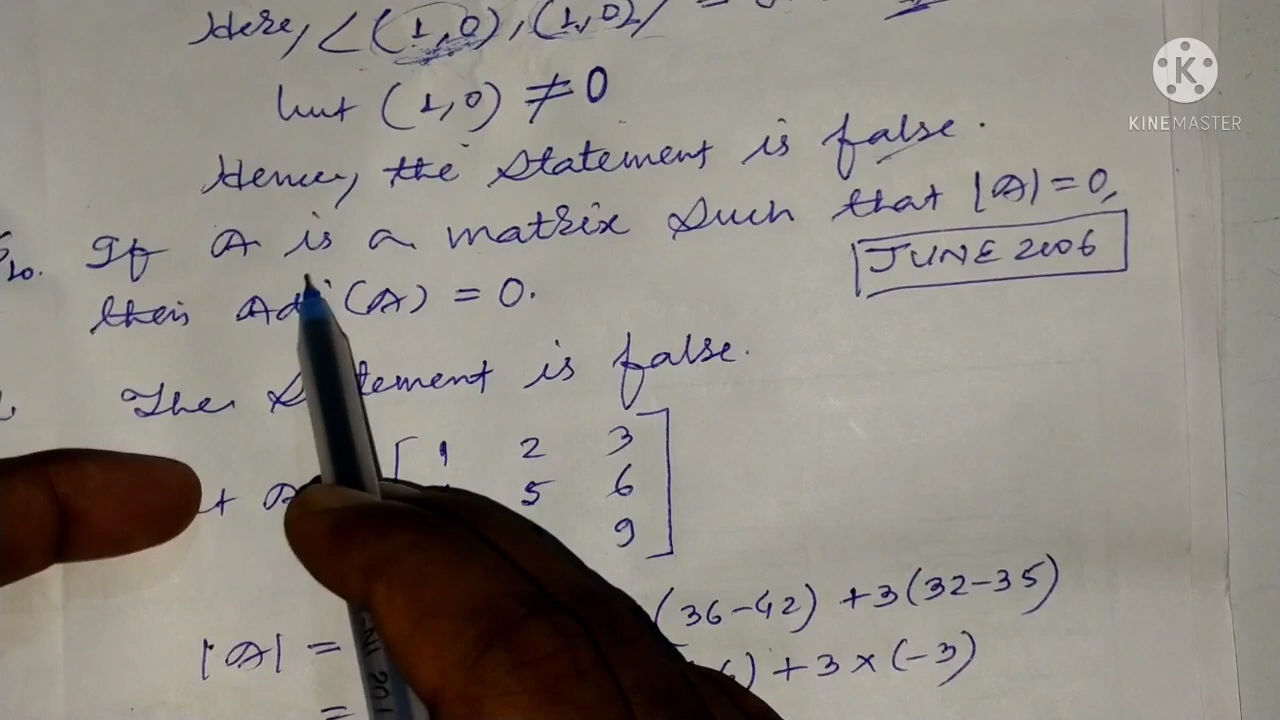 Here, <(1,0), (1,0)
but (1,0) ≠ 0
KINEMASTER
Hence, the statement is false.
10. If A is a matrix such that |A| = 0,
then Adj(A) = 0.
JUNE 2006
The statement is false.
A [1 2 3
5 6
9]
|A| = (36-42) + 3(32-35)
) + 3 × (-3)
=